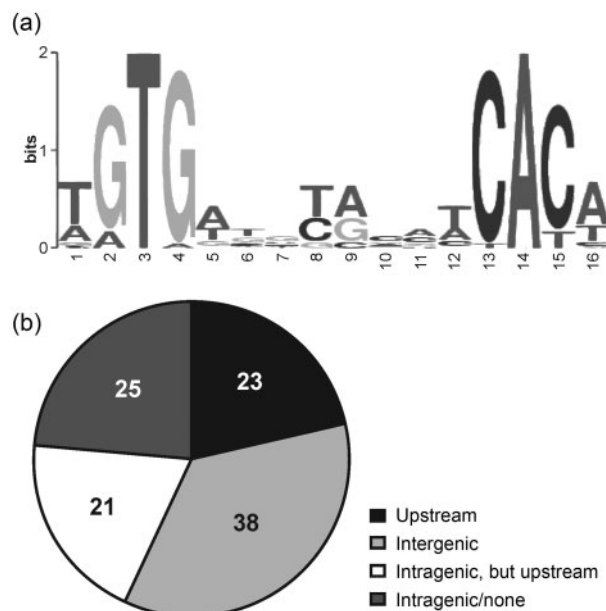 (a)
2
bits
1
0
TGTGATTTAAATCACA
1 2 3 4 5 6 7 8 9 10 11 12 13 14 15 16
(b)
25
23
21
38
Upstream
Intergenic
Intragenic, but upstream
Intragenic/none